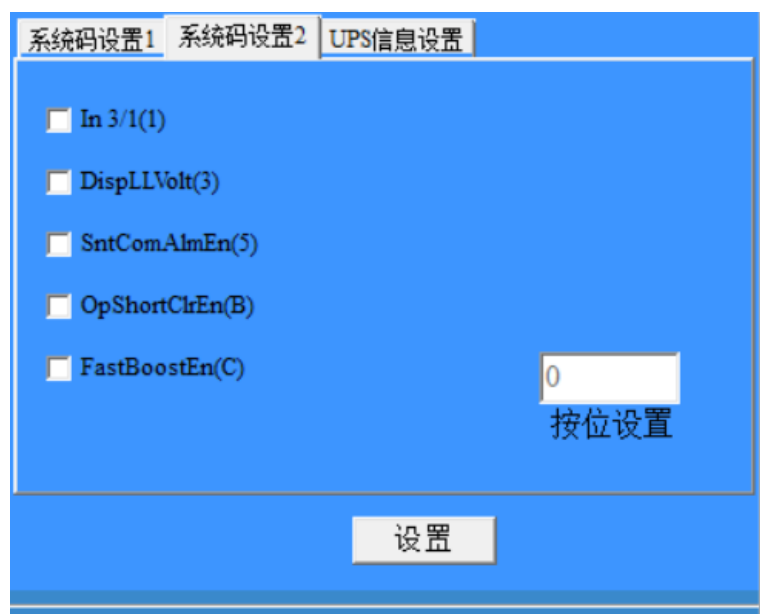 系统码设置1 系统码设置2 UPS信息设置
In 3/1(1)
DispLLVolt(3)
SntComAlmEn(5)
OpShortClrEn(B)
FastBoostEn(C)
0
按位设置
设置